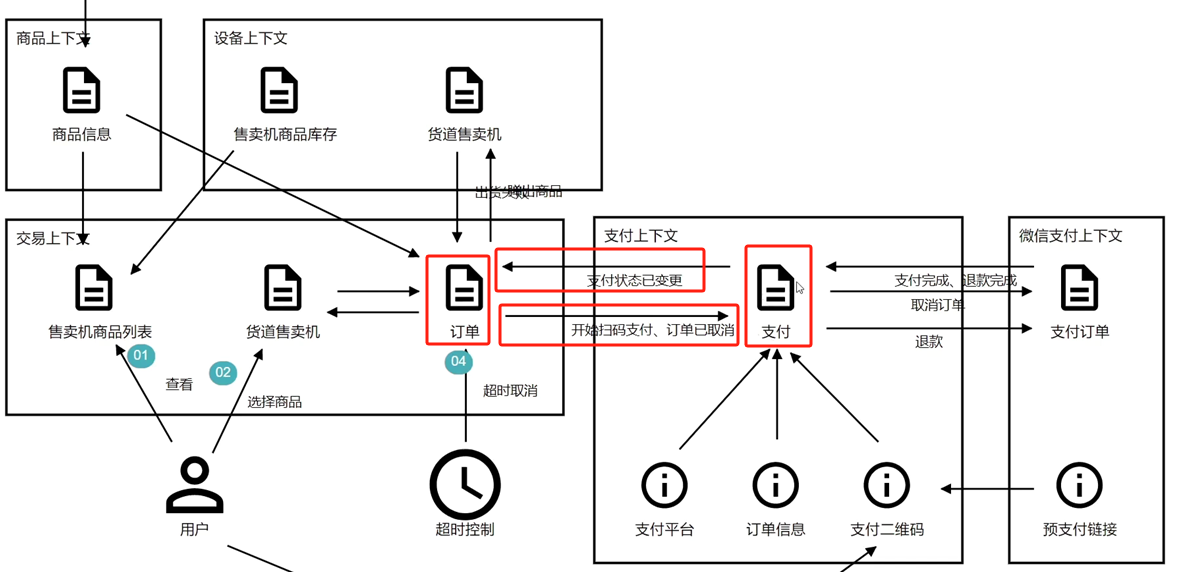 商品上下文
设备上下文
商品信息
售卖机商品库存
货道售卖机
出货失败
弹出商品
交易上下文
支付上下文
微信支付上下文
支付状态已变更
支付完成、退款完成
取消订单
售卖机商品列表
货道售卖机
订单
开始扫码支付、订单已取消
支付
支付订单
退款
01
02
04
查看
选择商品
超时取消
用户
超时控制
支付平台
订单信息
支付二维码
预支付链接